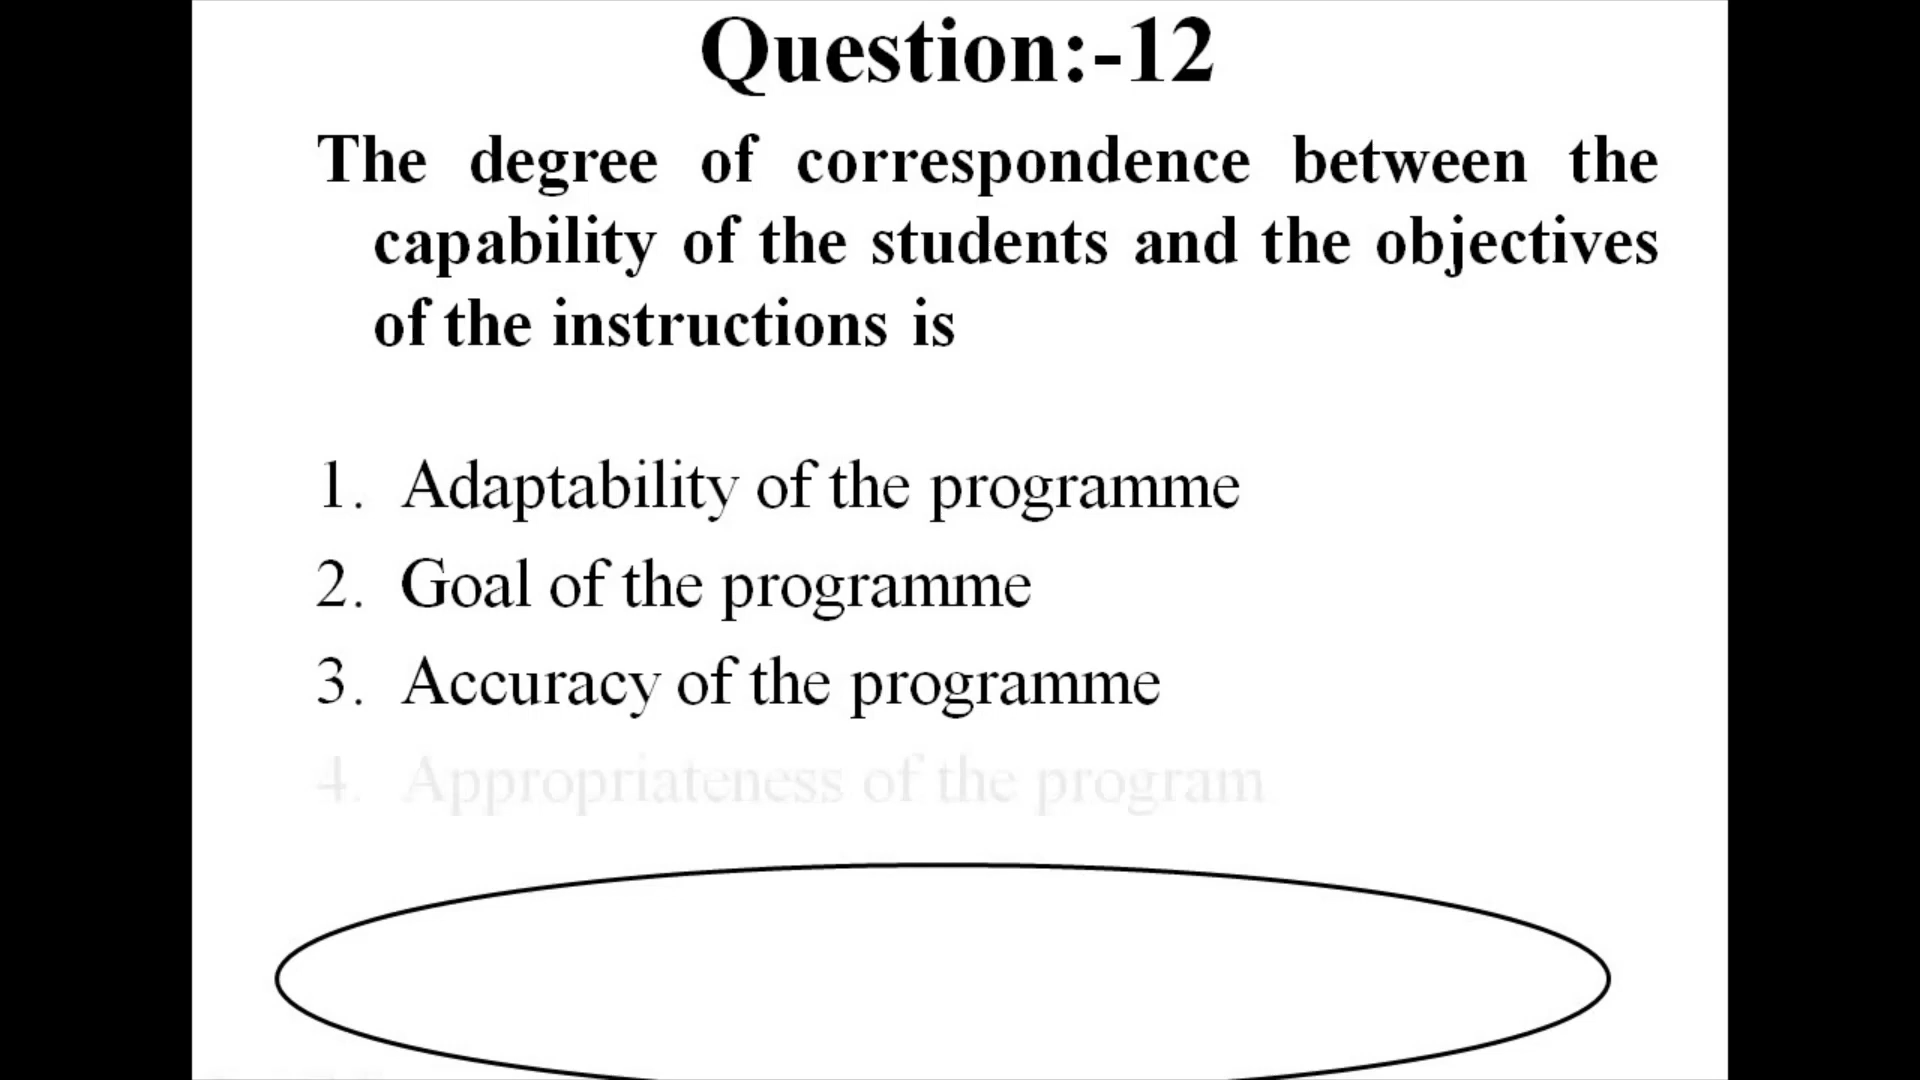 Question:-12
The degree of correspondence between the
capability of the students and the objectives
of the instructions is
1. Adaptability of the programme
2. Goal of the programme
3. Accuracy of the programme
4. Appropriateness of the program